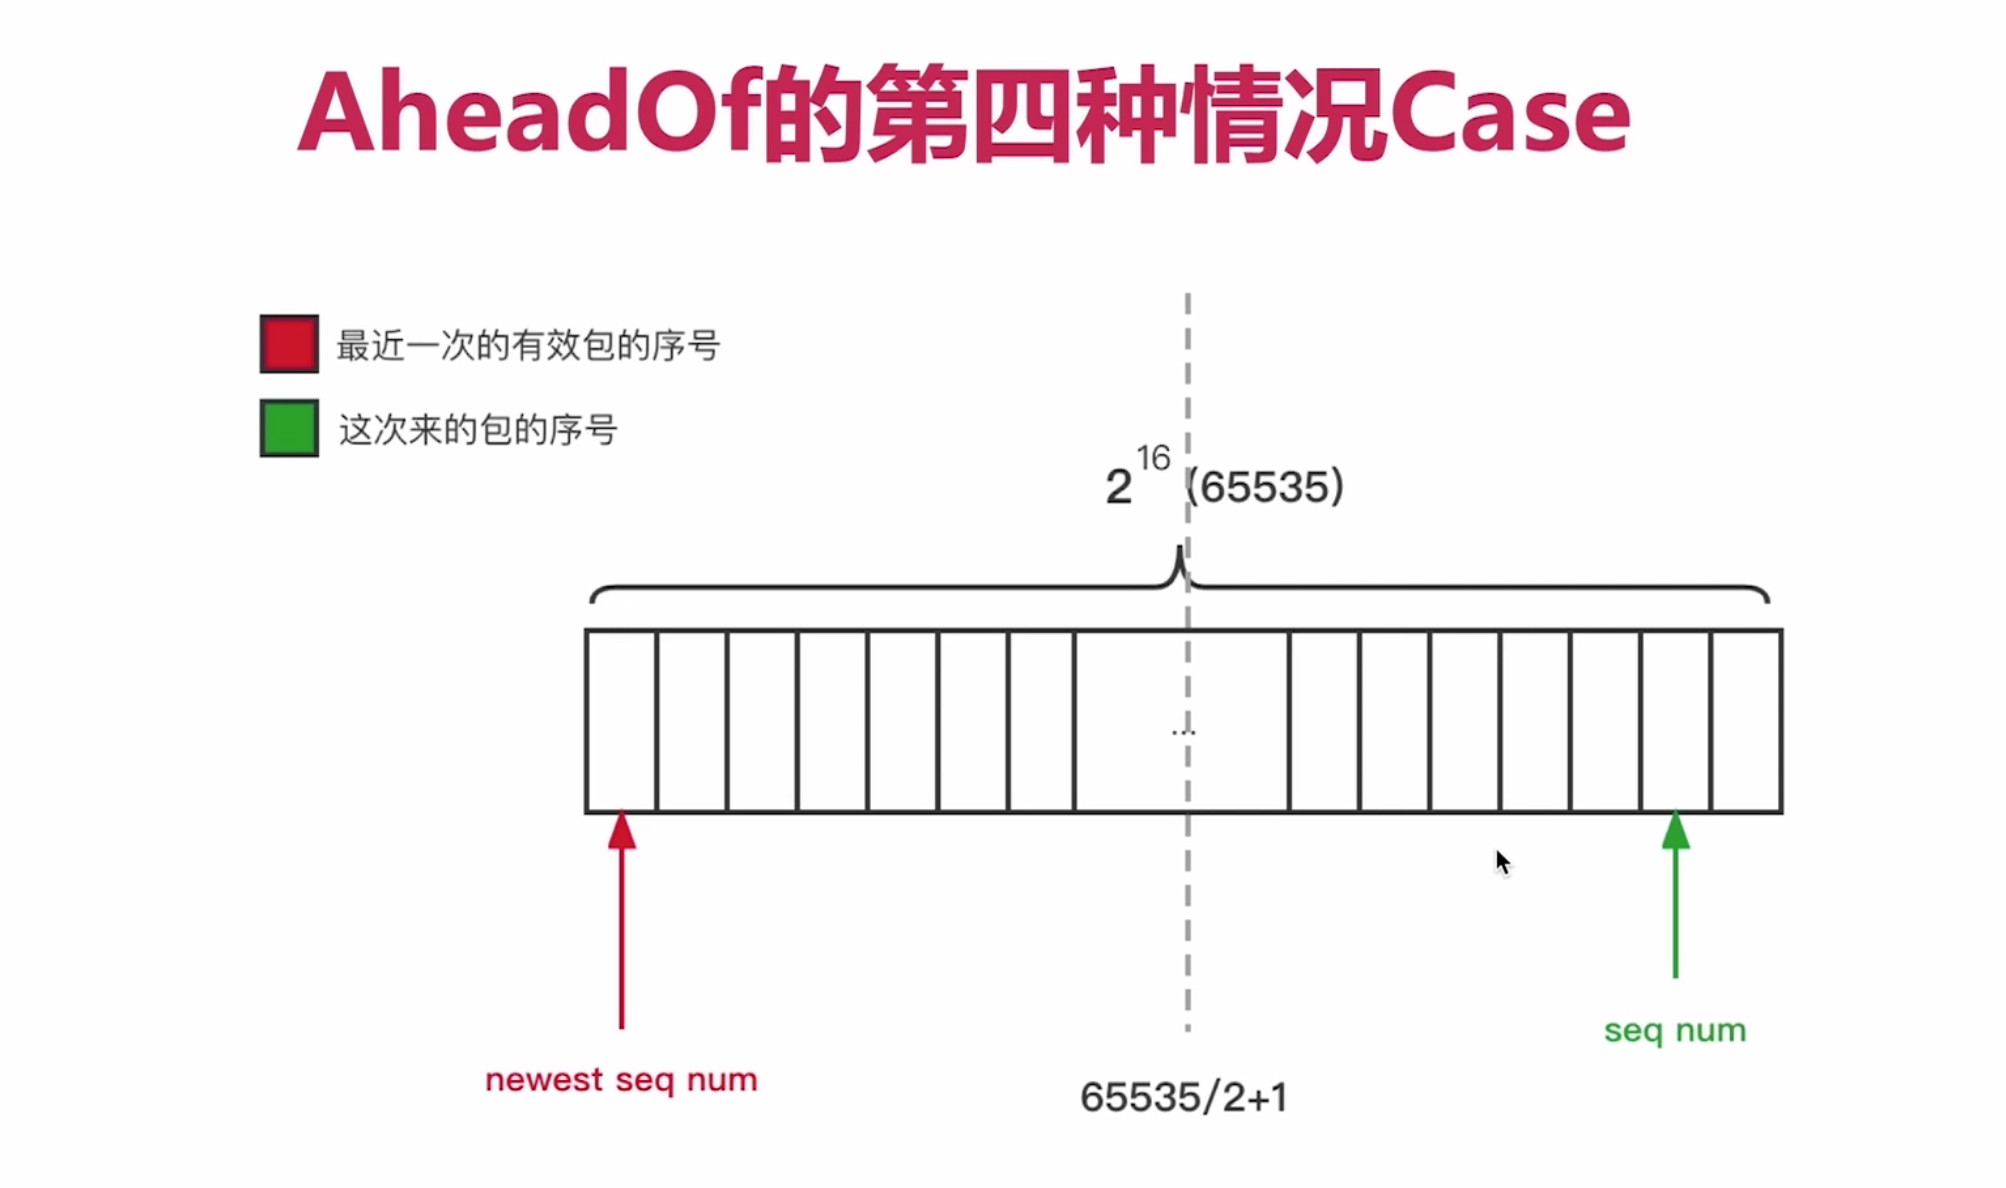 AheadOf的第四种情况Case
最近一次的有效包的序号
这次来的包的序号
2^16 (65535)
...
newest seq num
seq num
65535/2+1